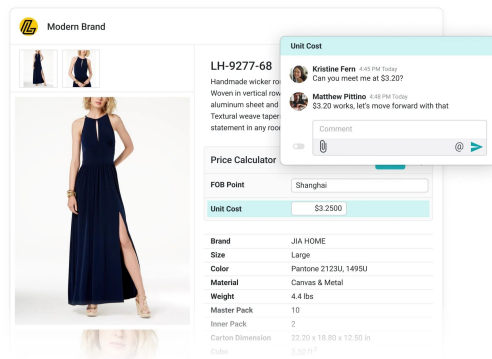 Modern Brand
LH-9277-68
Handmade wicker
Woven in vertical row
aluminum sheet and
Textural weave taper
statement in any roo
Unit Cost
Kristine Fern 4:45 PM Today
Can you meet me at $3.20?
Matthew Pittino 4:48 PM Today
$3.20 works, let's move forward with that
Comment
@
Price Calculator
FOB Point Shanghai
Unit Cost $3.2500
Brand JIA HOME
Size Large
Color Pantone 2123U, 1495U
Material Canvas & Metal
Weight 4.4 lbs
Master Pack 10
Inner Pack 2
Carton Dimension 22.20 x 18.80 x 12.50 in
Cube